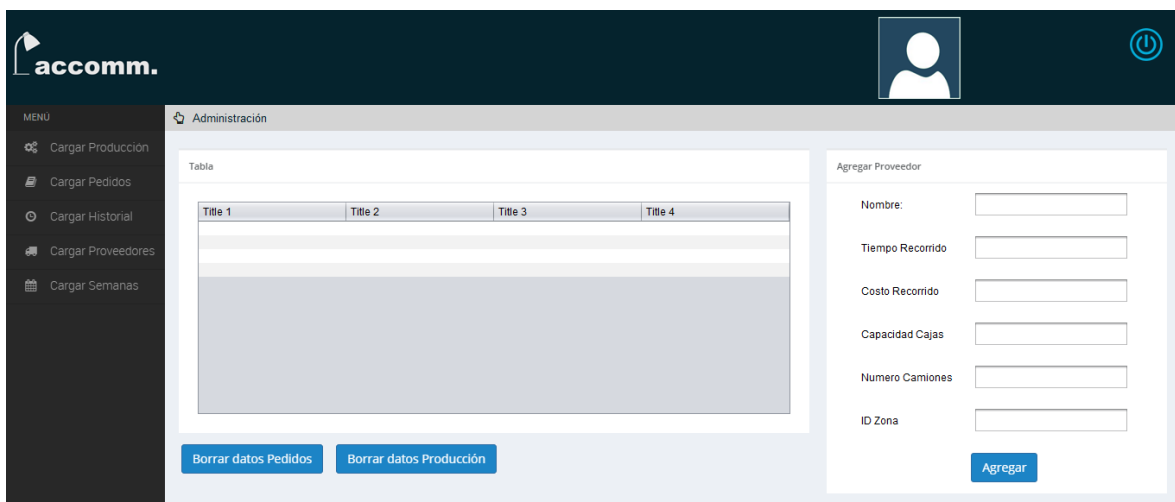 accomm.
MENÚ
Cargar Producción
Cargar Pedidos
Cargar Historial
Cargar Proveedores
Cargar Semanas
Administración
Tabla
Title 1 Title 2 Title 3 Title 4
Borrar datos Pedidos Borrar datos Producción
Agregar Proveedor
Nombre:
Tiempo Recorrido
Costo Recorrido
Capacidad Cajas
Numero Camiones
ID Zona
Agregar